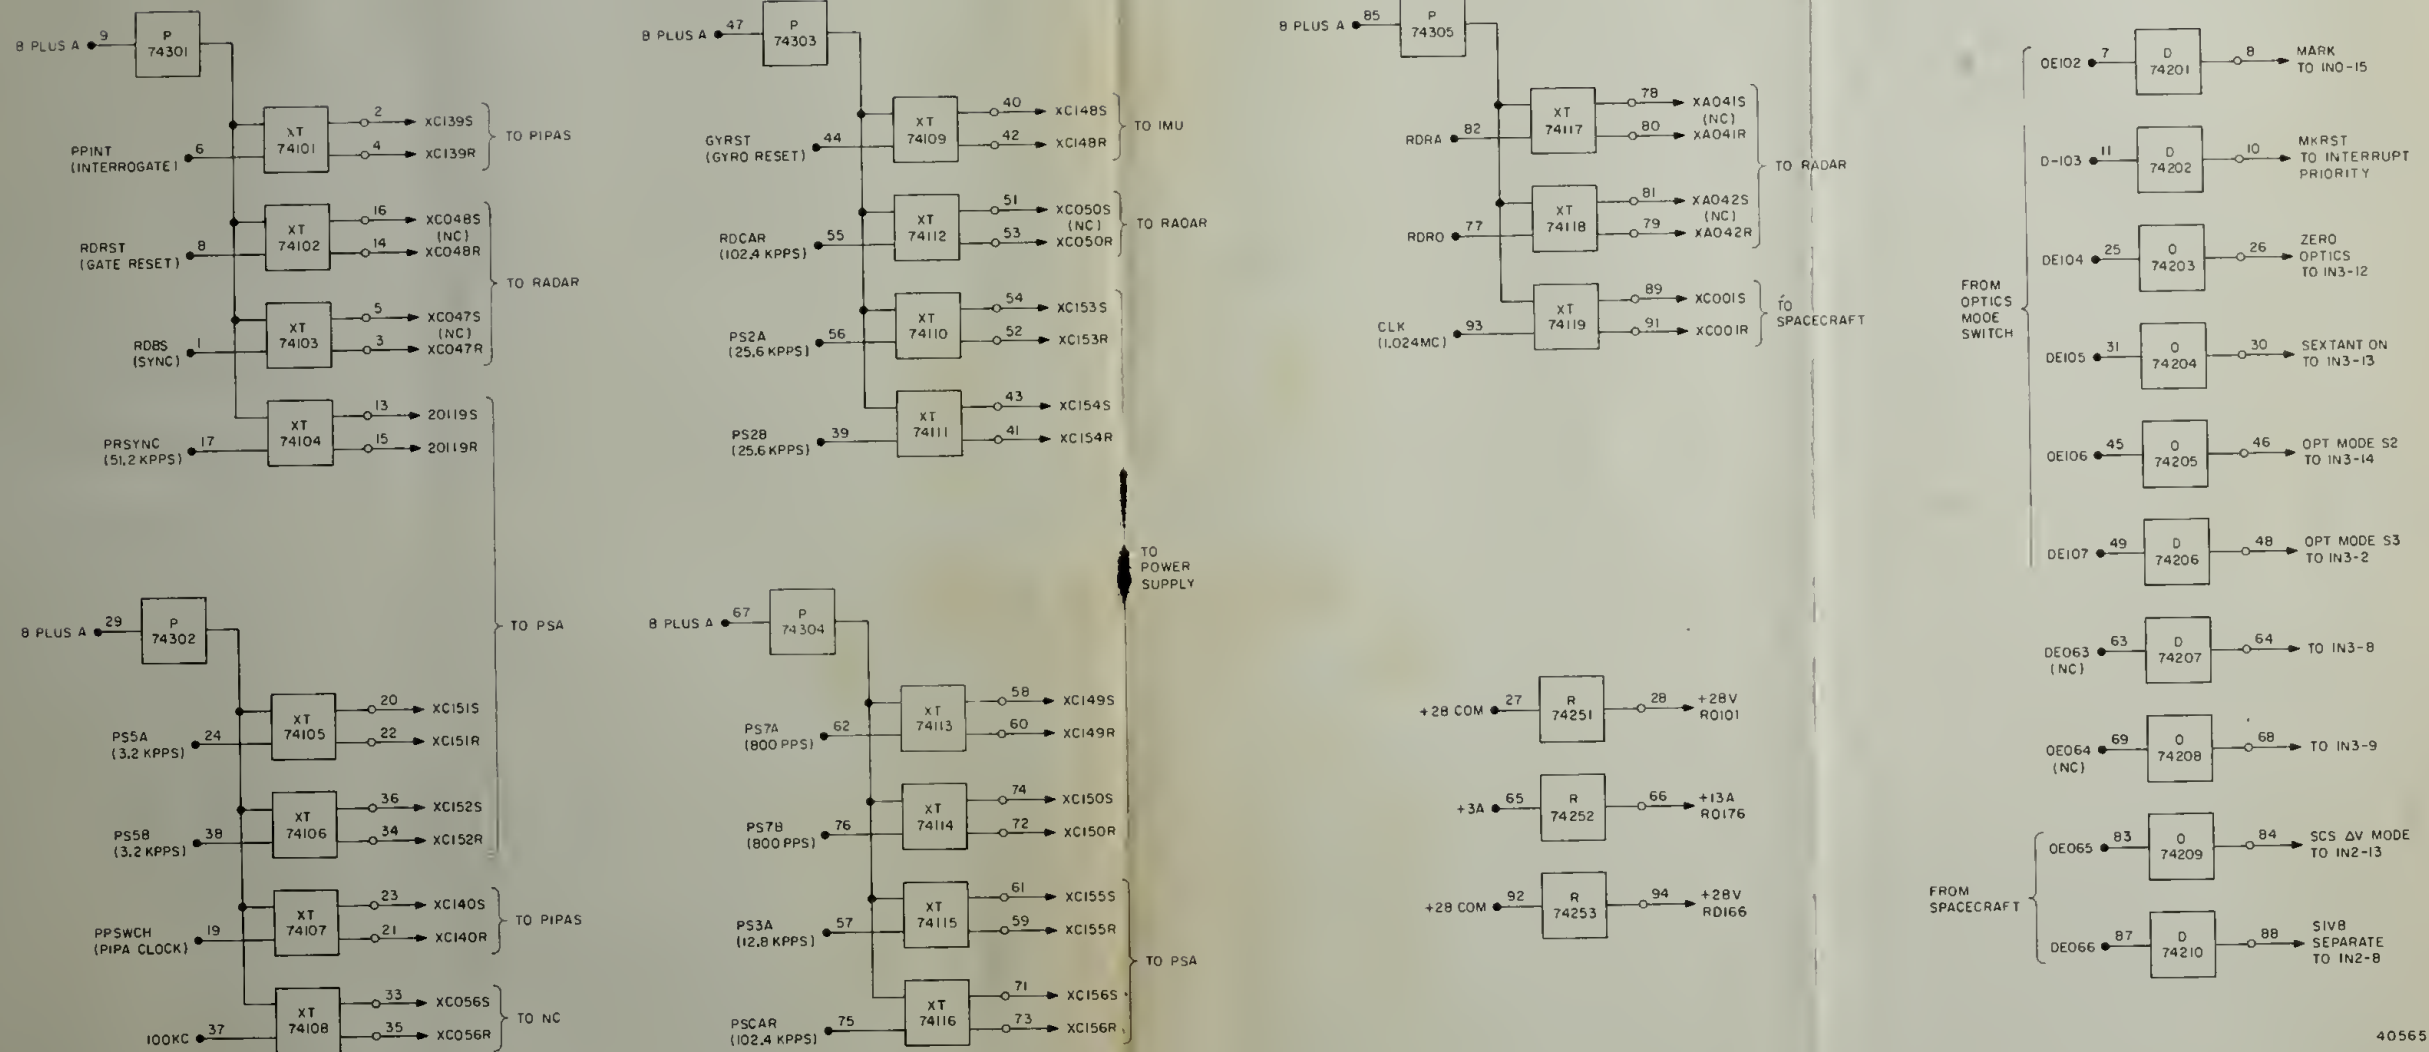 8 PLUS A
9
P
74301
XT
74101
2
XC139S
4
XC139R
TO PIPAS
PPINT
(INTERROGATE)
6
XT
74102
16
XC048S
(NC)
14
XC048R
RDRST
(GATE RESET)
8
TO RADAR
XT
74103
5
XC047S
(NC)
3
XC047R
RDBS
(SYNC)
1
XT
74104
13
20119S
15
20119R
PRSYNC
(51.2 KPPS)
17
8 PLUS A
29
P
74302
TO PSA
XT
74105
20
XC151S
22
XC151R
PS5A
(3.2 KPPS)
24
XT
74106
36
XC152S
34
XC152R
PS5B
(3.2 KPPS)
38
XT
74107
23
XC140S
21
XC140R
TO PIPAS
PPSWCH
(PIPA CLOCK)
19
XT
74108
33
XC056S
35
XC056R
TO NC
100KC
37
8 PLUS A
47
P
74303
XT
74109
40
XC148S
42
XC148R
TO IMU
GYRST
(GYRO RESET)
44
XT
74112
51
XC050S
(NC)
53
XC050R
TO RADAR
RDCAR
(102.4 KPPS)
55
XT
74110
54
XC153S
52
XC153R
PS2A
(25.6 KPPS)
56
XT
74111
43
XC154S
41
XC154R
PS2B
(25.6 KPPS)
39
TO
POWER
SUPPLY
8 PLUS A
67
P
74304
XT
74113
58
XC149S
60
XC149R
PS7A
(800 PPS)
62
XT
74114
74
XC150S
72
XC150R
PS7B
(800 PPS)
76
XT
74115
61
XC155S
59
XC155R
PS3A
(12.8 KPPS)
57
XT
74116
71
XC156S
73
XC156R
PSCAR
(102.4 KPPS)
75
TO PSA
8 PLUS A
85
P
74305
XT
74117
78
XA041S
(NC)
80
XA041R
RDRA
82
TO RADAR
XT
74118
81
XA042S
(NC)
79
XA042R
RDRO
77
XT
74119
89
XC001S
91
XC001R
TO
SPACECRAFT
CLK
(1.024MC)
93
+28 COM
27
R
74251
28
+28V
R0101
+3A
65
R
74252
66
+13A
R0176
+28 COM
92
R
74253
94
+28V
RD166
FROM
OPTICS
MODE
SWITCH
OE102
7
D
74201
8
MARK
TO IN0-15
D-103
11
D
74202
10
MKRST
TO INTERRUPT
PRIORITY
DE104
25
O
74203
26
ZERO
OPTICS
TO IN3-12
DE105
31
O
74204
30
SEXTANT ON
TO IN3-13
OE106
45
O
74205
46
OPT MODE S2
TO IN3-14
DE107
49
D
74206
48
OPT MODE S3
TO IN3-2
DE063
(NC)
63
D
74207
64
TO IN3-8
OE064
(NC)
69
O
74208
68
TO IN3-9
FROM
SPACECRAFT
OE065
83
O
74209
84
SCS ΔV MODE
TO IN2-13
DE066
87
D
74210
88
SIVB
SEPARATE
TO IN2-8
40565